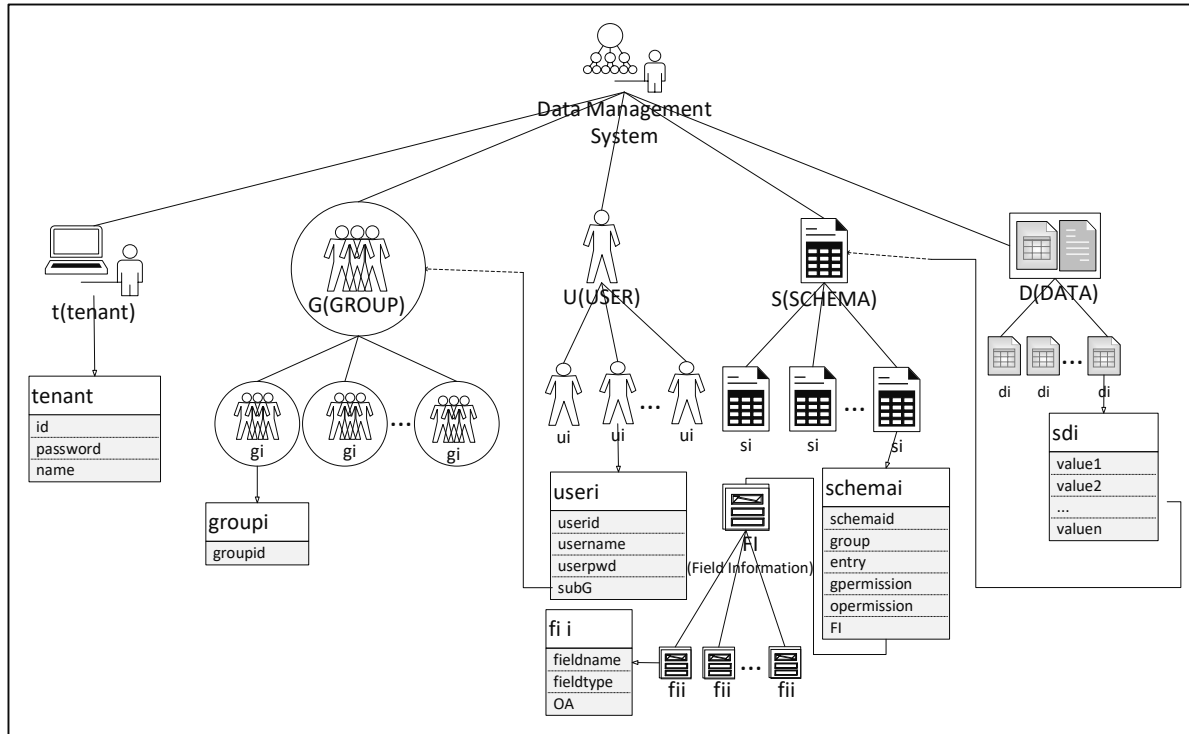 Data Management
System
t(tenant)
G(GROUP)
U(USER)
S(SCHEMA)
D(DATA)
tenant
id
password
name
gi
gi
...
gi
groupi
groupid
ui
ui
...
ui
useri
userid
username
userpwd
subG
si
si
...
si
schemai
schemaid
group
entry
gpermission
opermission
FI
di
di
...
di
sdi
value1
value2
...
valuen
FI
(Field Information)
fi i
fieldname
fieldtype
OA
fii
fii
...
fii